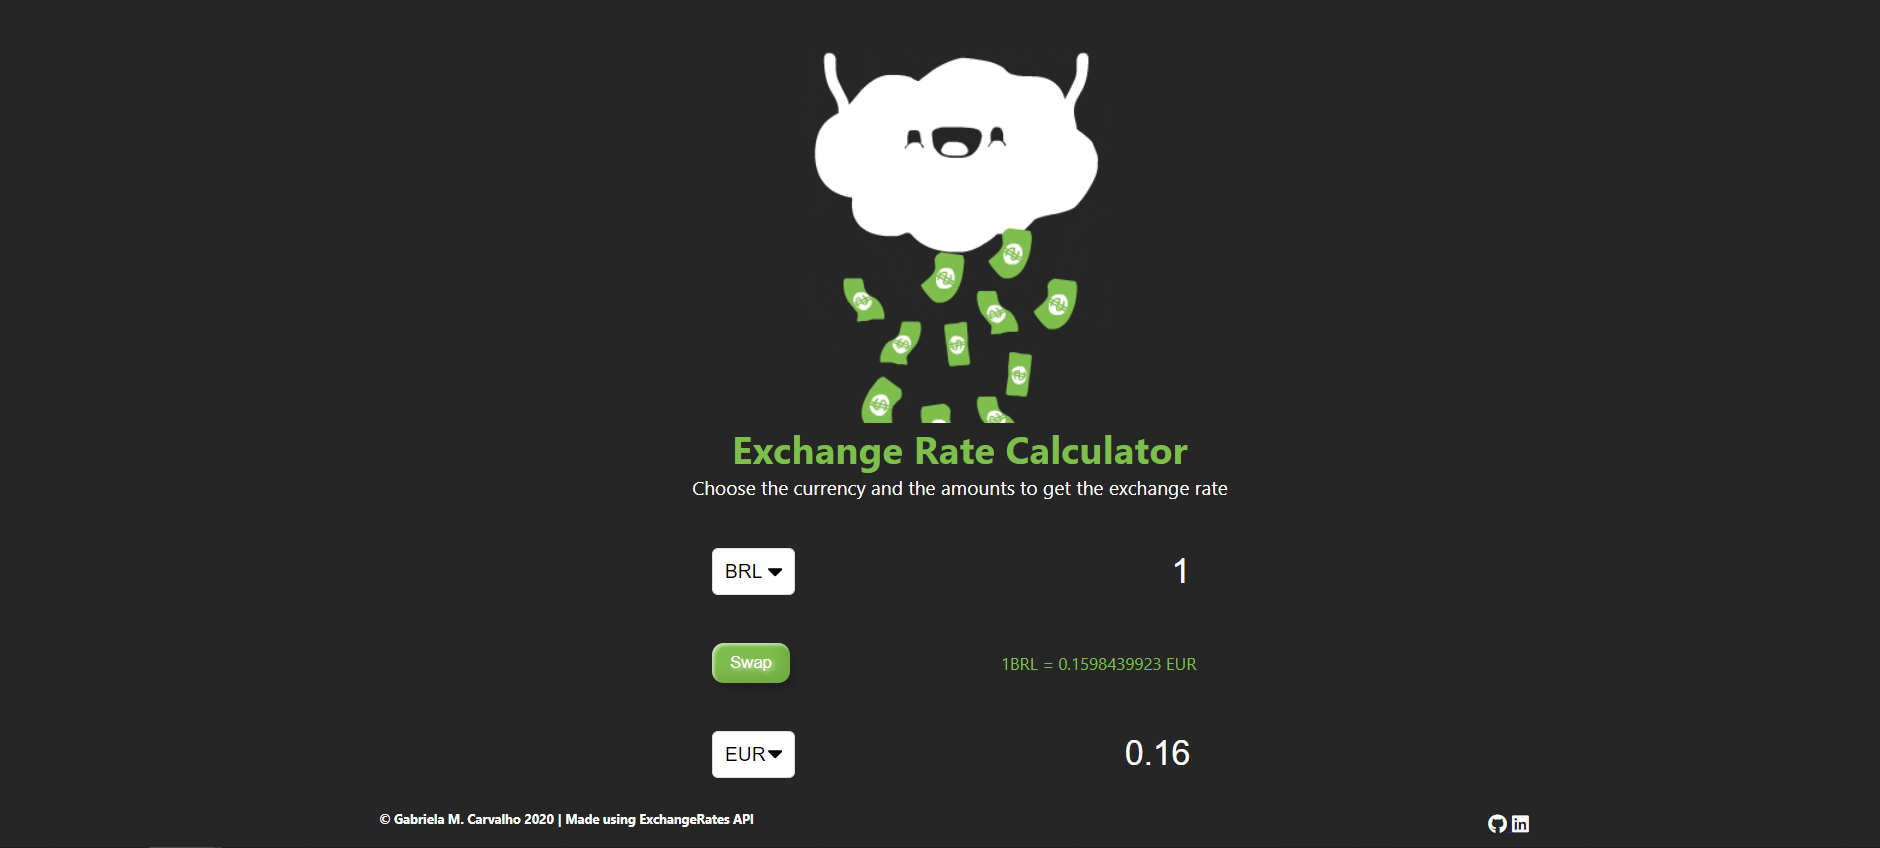 Exchange Rate Calculator
Choose the currency and the amounts to get the exchange rate
BRL
1
Swap
1BRL = 0.1598439923 EUR
EUR
0.16
© Gabriela M. Carvalho 2020 | Made using ExchangeRates API